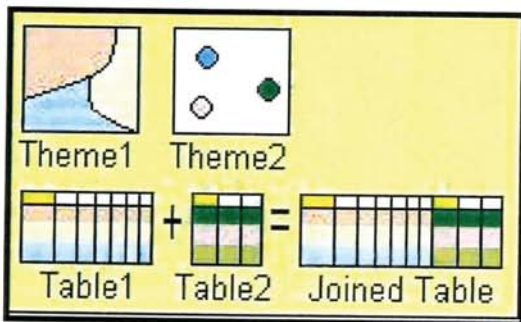 Theme1 Theme2
+ =
Table1 Table2 Joined Table